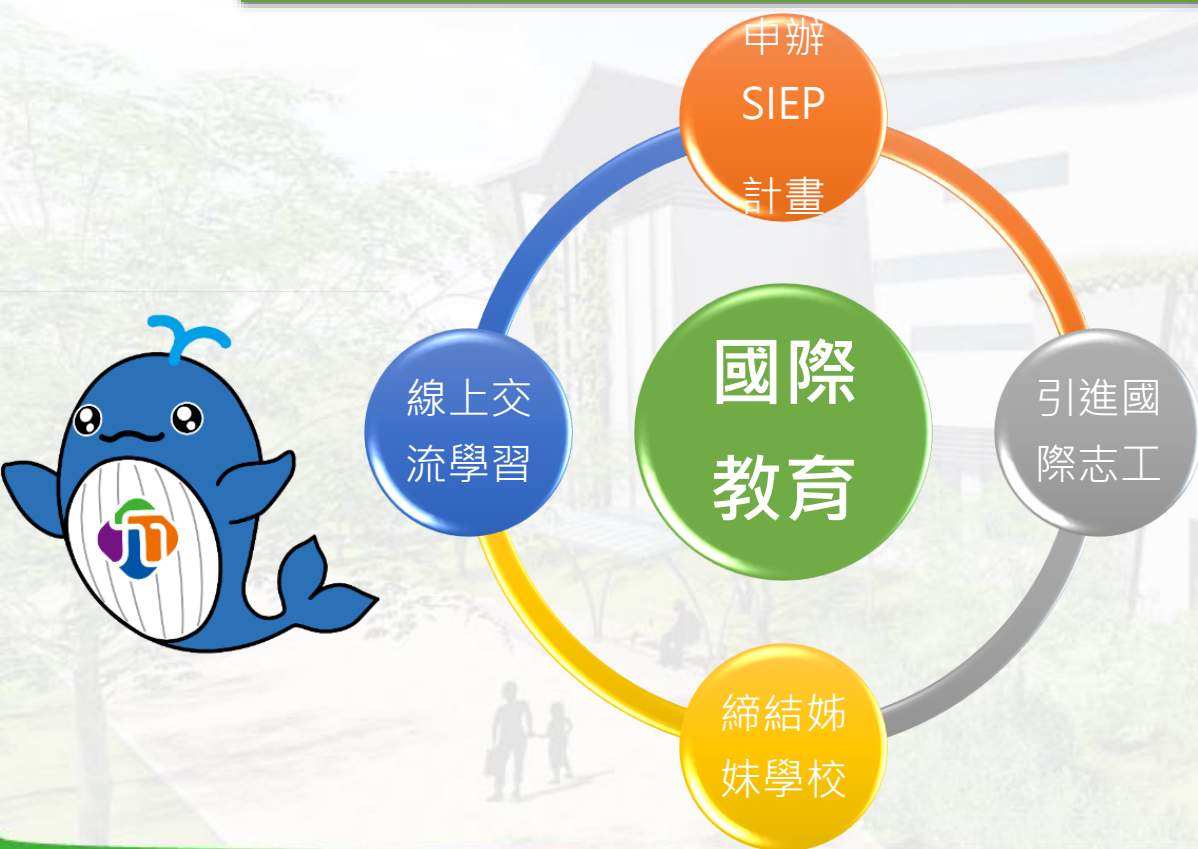 申辦
SIEP
計畫
國際
教育
線上交
流學習
引進國
際志工
締結姊
妹學校